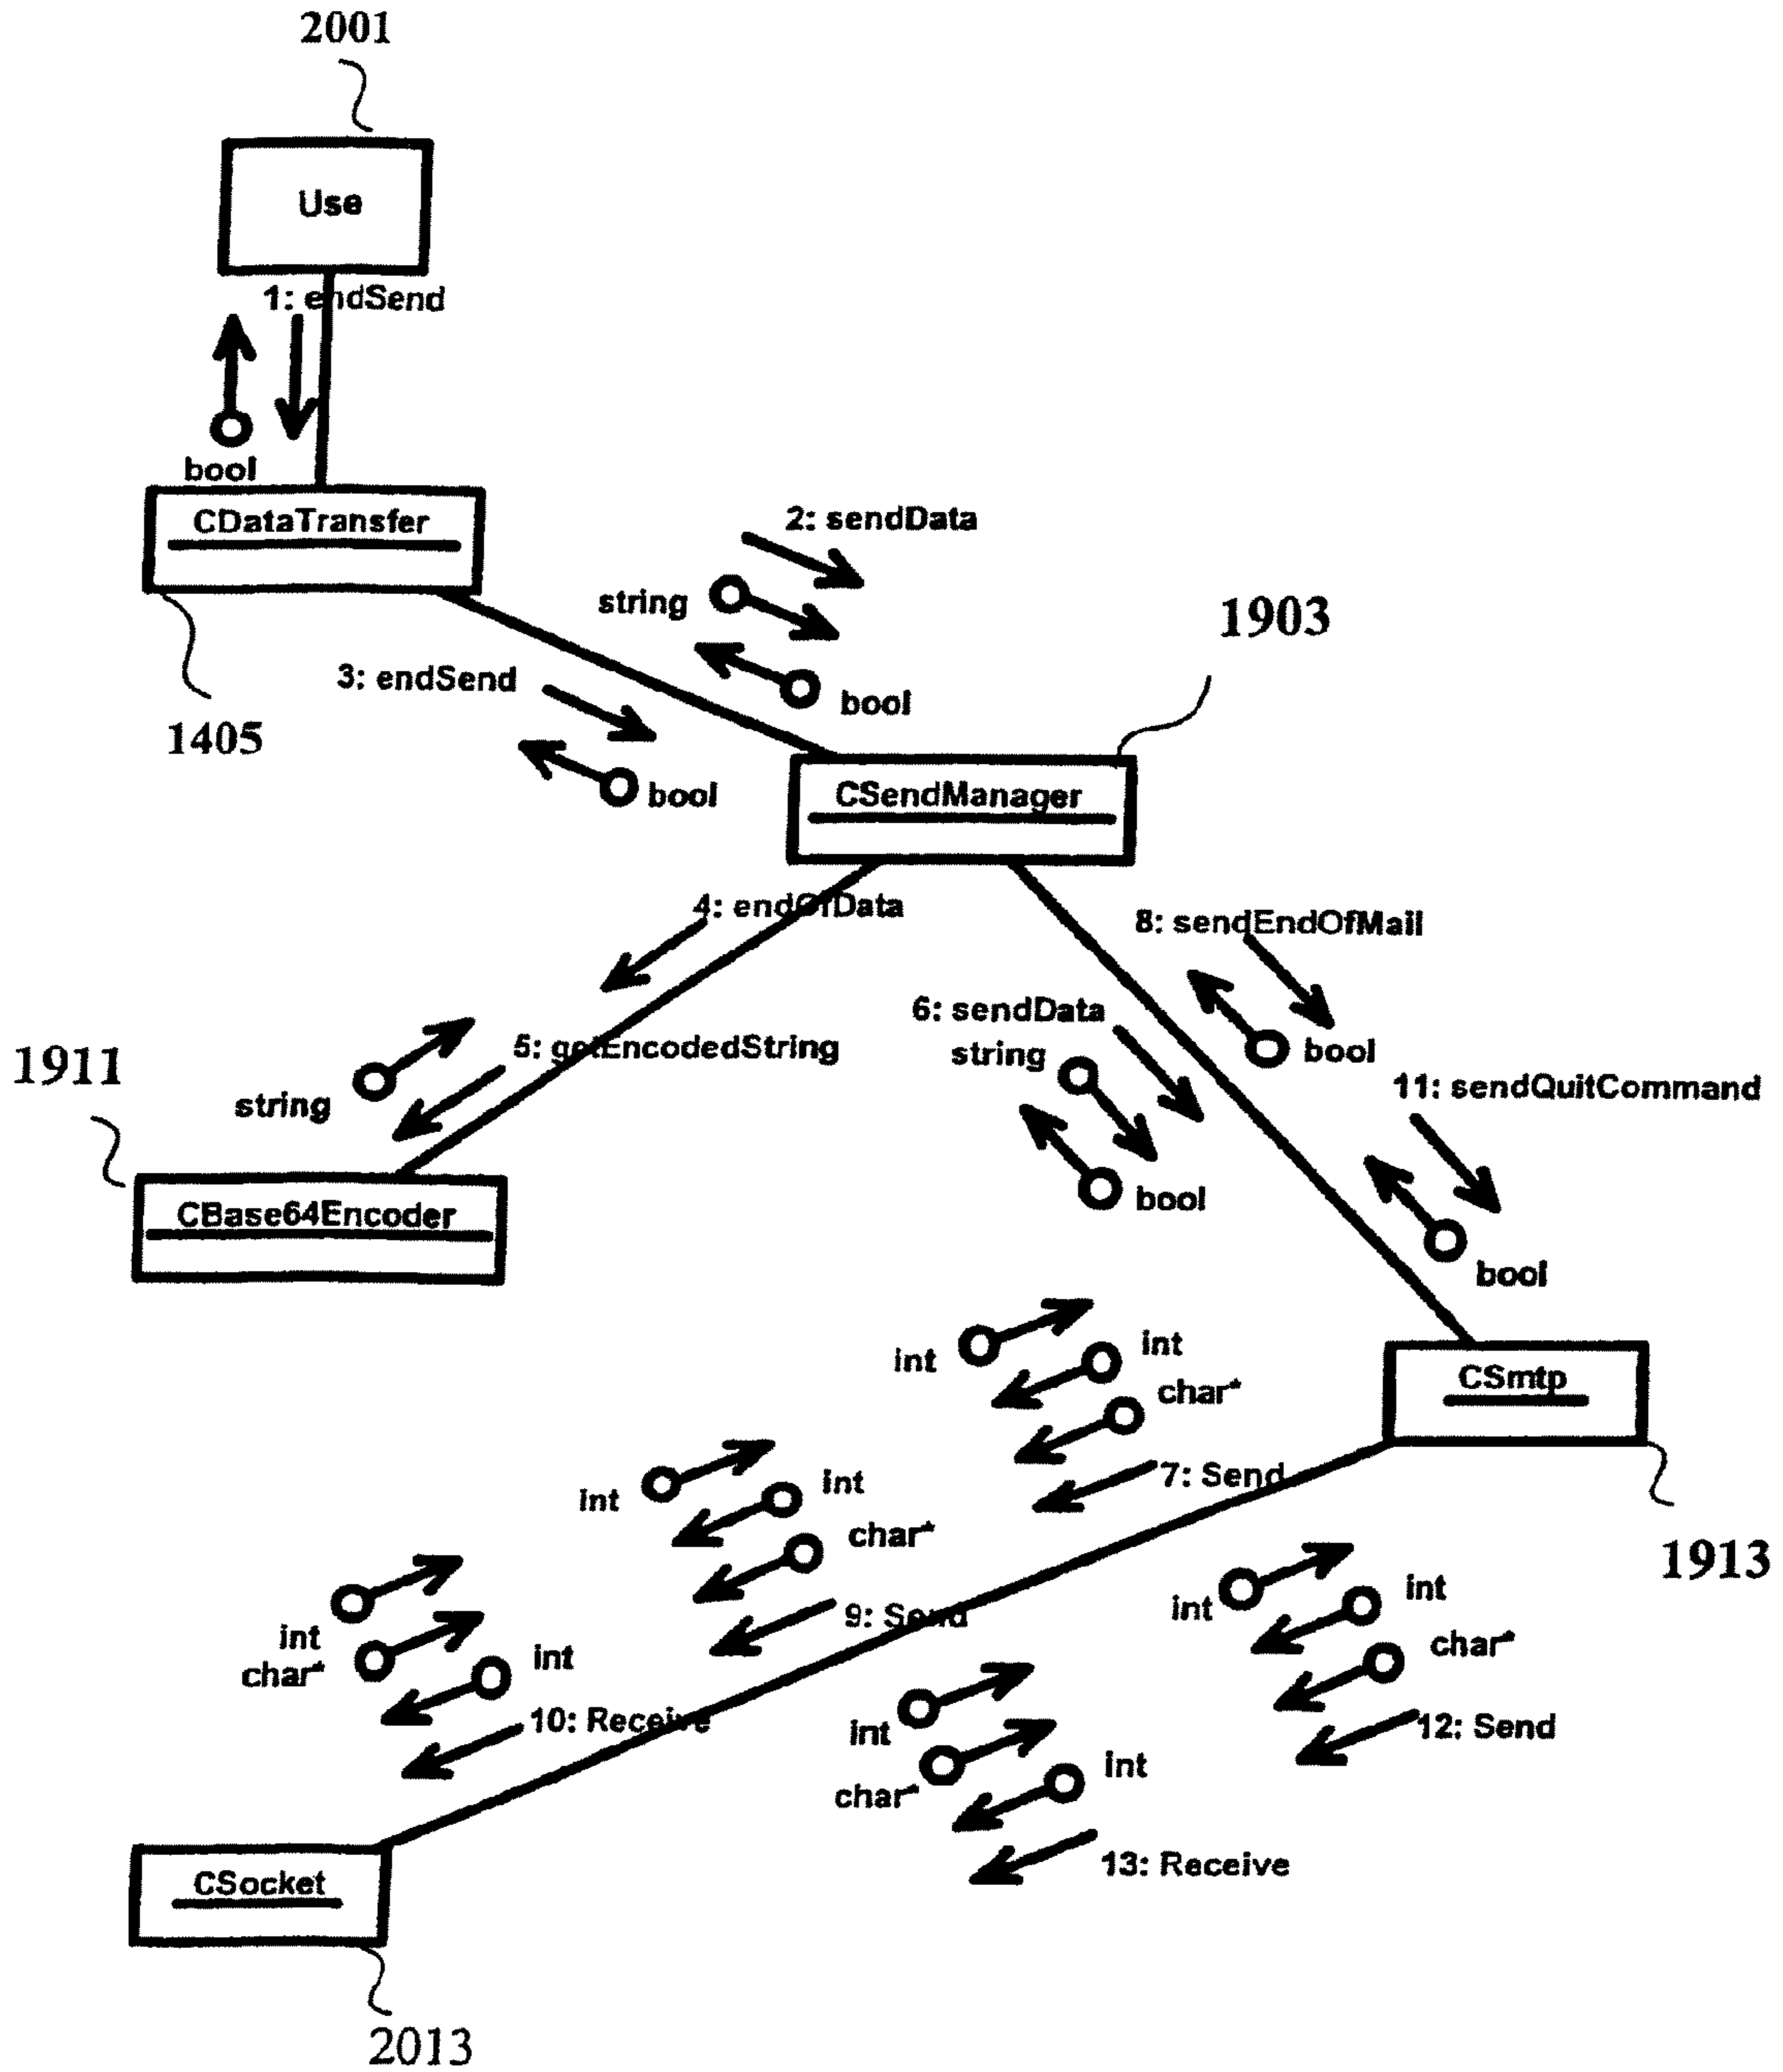 2001
Use
1: endSend
bool
CDataTransfer
1405
2: sendData
string
bool
3: endSend
bool
1903
CSendManager
4: endOfData
5: getEncodedString
string
1911
CBase64Encoder
8: sendEndOfMail
bool
6: sendData
string
bool
11: sendQuitCommand
bool
CSmtp
1913
int
int
char*
7: Send
int
int
char*
9: Send
int
char*
int
10: Receive
int
int
char*
12: Send
int
char*
int
13: Receive
CSocket
2013